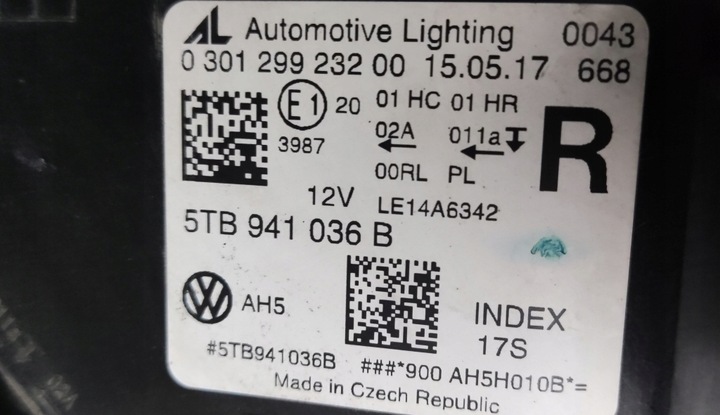 AL Automotive Lighting 0043
0 301 299 232 00 15.05.17 668
E1 20 01 HC 01 HR
02A 011a
3987
00RL PL
R
12V LE14A6342
5TB 941 036 B
VW AH5
INDEX
17S
#5TB941036B ###*900 AH5H010B*=
Made in Czech Republic